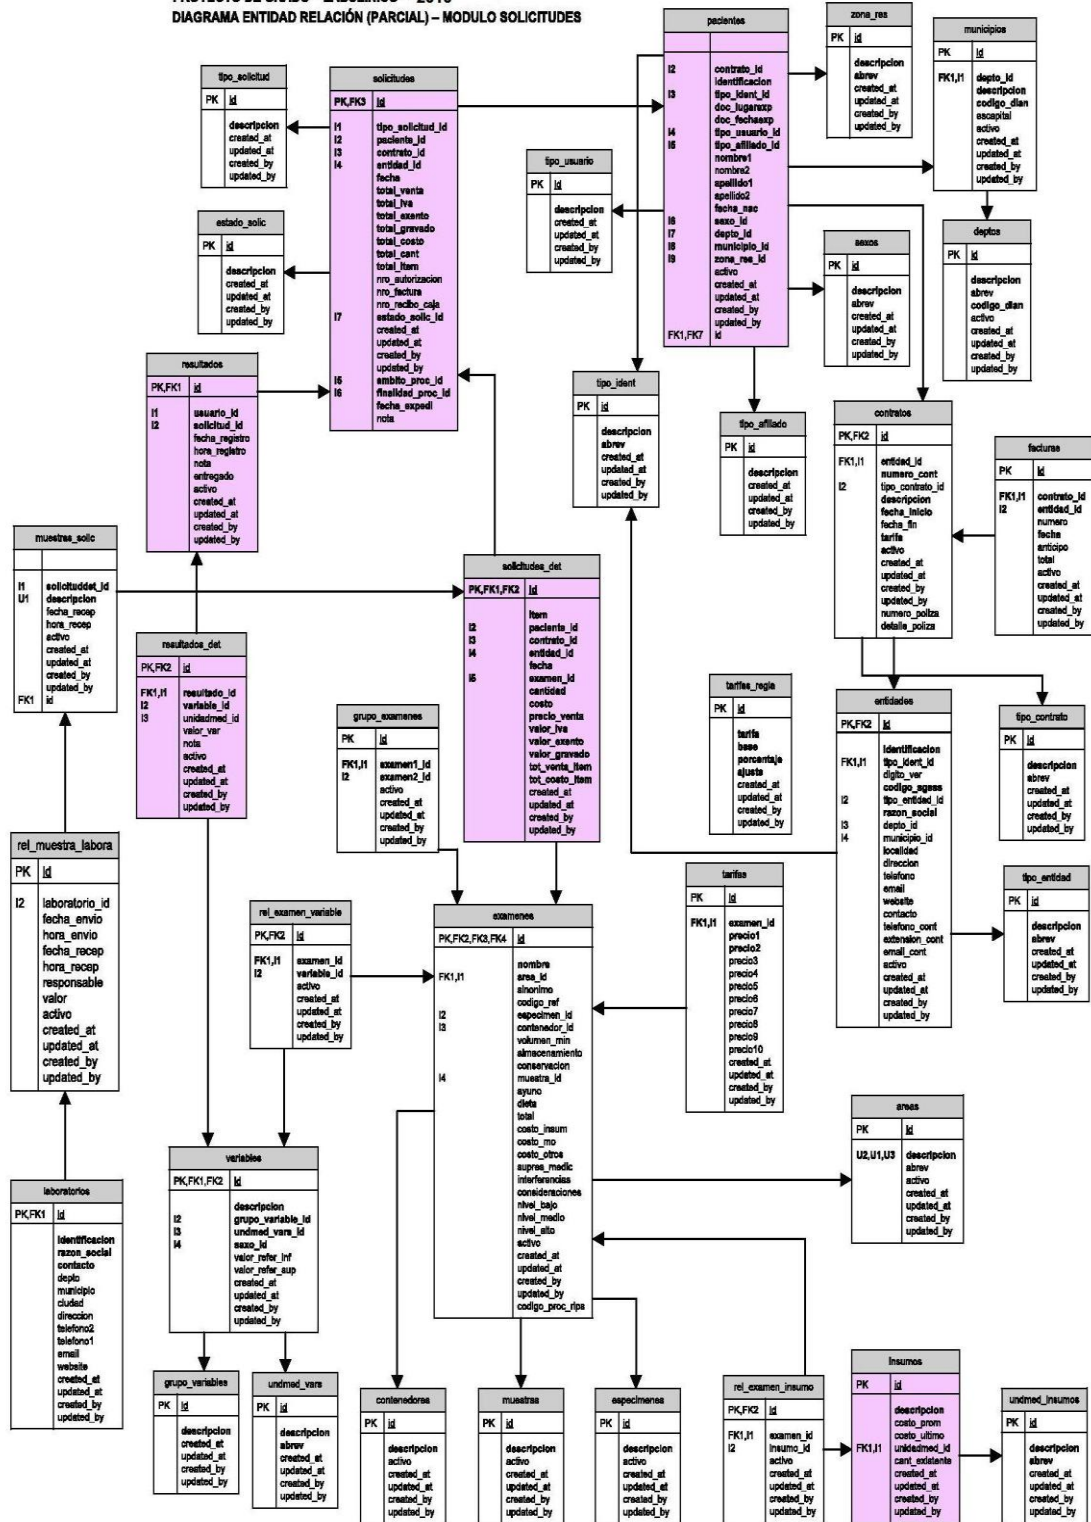 DIAGRAMA ENTIDAD RELACIÓN (PARCIAL) – MODULO SOLICITUDES
tipo_solicitud
PK id
descripcion
created_at
updated_at
created_by
updated_by
solicitudes
PK,FK3 id
I1 tipo_solicitud_id
I2 paciente_id
I3 contrato_id
I4 entidad_id
fecha
total_venta
total_iva
total_exento
total_gravado
total_costo
total_cant
total_item
nro_autorizacion
nro_factura
nro_recibo_caja
I7 estado_solic_id
created_at
updated_at
created_by
updated_by
I5 ambito_proc_id
I6 finalidad_proc_id
fecha_expedi
nota
estado_solic
PK id
descripcion
created_at
updated_at
created_by
updated_by
pacientes
I2 contrato_id
identificacion
I3 tipo_ident_id
doc_lugarexp
doc_fechaexp
I4 tipo_usuario_id
I5 tipo_afiliado_id
nombre1
nombre2
apellido1
apellido2
fecha_nac
I6 sexo_id
I7 depto_id
I8 municipio_id
I9 zona_res_id
activo
created_at
updated_at
created_by
updated_by
FK1,FK7 id
zona_res
PK id
descripcion
abrev
created_at
updated_at
created_by
updated_by
municipios
PK id
FK1,I1 depto_id
descripcion
codigo_dian
escapital
activo
created_at
updated_at
created_by
updated_by
tipo_usuario
PK id
descripcion
created_at
updated_at
created_by
updated_by
sexos
PK id
descripcion
abrev
created_at
updated_at
created_by
updated_by
deptos
PK id
descripcion
abrev
codigo_dian
activo
created_at
updated_at
created_by
updated_by
resultados
PK,FK1 id
I1 usuario_id
I2 solicitud_id
fecha_registro
hora_registro
nota
entregado
activo
created_at
updated_at
created_by
updated_by
tipo_ident
PK id
descripcion
abrev
created_at
updated_at
created_by
updated_by
tipo_afiliado
PK id
descripcion
created_at
updated_at
created_by
updated_by
contratos
PK,FK2 id
FK1,I1 entidad_id
numero_cont
I2 tipo_contrato_id
descripcion
fecha_inicio
fecha_fin
tarifa
activo
created_at
updated_at
created_by
updated_by
numero_poliza
detalle_poliza
facturas
PK id
FK1,I1 contrato_id
I2 entidad_id
numero
fecha
anticipo
total
activo
created_at
updated_at
created_by
updated_by
muestras_solic
I1 solicituddet_id
U1 descripcion
fecha_recep
hora_recep
activo
created_at
updated_at
created_by
updated_by
FK1 id
solicitudes_det
PK,FK1,FK2 id
item
I2 paciente_id
I3 contrato_id
I4 entidad_id
fecha
I5 examen_id
cantidad
costo
precio_venta
valor_iva
valor_exento
valor_gravado
tot_venta_item
tot_costo_item
created_at
updated_at
created_by
updated_by
resultados_det
PK,FK2 id
FK1,I1 resultado_id
I2 variable_id
I3 unidadmed_id
valor_var
nota
activo
created_at
updated_at
created_by
updated_by
grupo_examenes
PK id
FK1,I1 examen1_id
I2 examen2_id
activo
created_at
updated_at
created_by
updated_by
tarifas_regla
PK id
tarifa
base
porcentaje
ajuste
created_at
updated_at
created_by
updated_by
entidades
PK,FK2 id
identificacion
FK1,I1 tipo_ident_id
digito_ver
codigo_sgsss
I2 tipo_entidad_id
razon_social
I3 depto_id
I4 municipio_id
localidad
direccion
telefono
email
website
contacto
telefono_cont
extension_cont
email_cont
activo
created_at
updated_at
created_by
updated_by
tipo_contrato
PK id
descripcion
abrev
created_at
updated_at
created_by
updated_by
rel_muestra_labora
PK id
I2 laboratorio_id
fecha_envio
hora_envio
fecha_recep
hora_recep
responsable
valor
activo
created_at
updated_at
created_by
updated_by
rel_examen_variable
PK,FK2 id
FK1,I1 examen_id
I2 variable_id
activo
created_at
updated_at
created_by
updated_by
examenes
PK,FK2,FK3,FK4 id
nombre
FK1,I1 area_id
sinonimo
codigo_ref
I2 especimen_id
I3 contenedor_id
volumen_min
almacenamiento
conservacion
I4 muestra_id
ayuno
dieta
total
costo_insum
costo_mo
costo_otros
supres_medic
interferencias
consideraciones
nivel_bajo
nivel_medio
nivel_alto
activo
created_at
updated_at
created_by
updated_by
codigo_proc_rips
tarifas
PK id
FK1,I1 examen_id
precio1
precio2
precio3
precio4
precio5
precio6
precio7
precio8
precio9
precio10
created_at
updated_at
created_by
updated_by
tipo_entidad
PK id
descripcion
abrev
created_at
updated_at
created_by
updated_by
areas
PK id
U2,U1,U3 descripcion
abrev
activo
created_at
updated_at
created_by
updated_by
laboratorios
PK,FK1 id
identificacion
razon_social
contacto
depto
municipio
ciudad
direccion
telefono2
telefono1
email
website
created_at
updated_at
created_by
updated_by
variables
PK,FK1,FK2 id
descripcion
I2 grupo_variable_id
I3 undmed_vars_id
I4 sexo_id
valor_refer_inf
valor_refer_sup
created_at
updated_at
created_by
updated_by
grupo_variables
PK id
descripcion
created_at
updated_at
created_by
updated_by
undmed_vars
PK id
descripcion
abrev
created_at
updated_at
created_by
updated_by
contenedores
PK id
descripcion
activo
created_at
updated_at
created_by
updated_by
muestras
PK id
descripcion
activo
created_at
updated_at
created_by
updated_by
especimenes
PK id
descripcion
activo
created_at
updated_at
created_by
updated_by
rel_examen_insumo
PK,FK2 id
FK1,I1 examen_id
I2 insumo_id
activo
created_at
updated_at
created_by
updated_by
insumos
PK id
descripcion
costo_prom
costo_ultimo
FK1,I1 unidadmed_id
cant_existente
created_at
updated_at
created_by
updated_by
undmed_insumos
PK id
descripcion
abrev
created_at
updated_at
created_by
updated_by